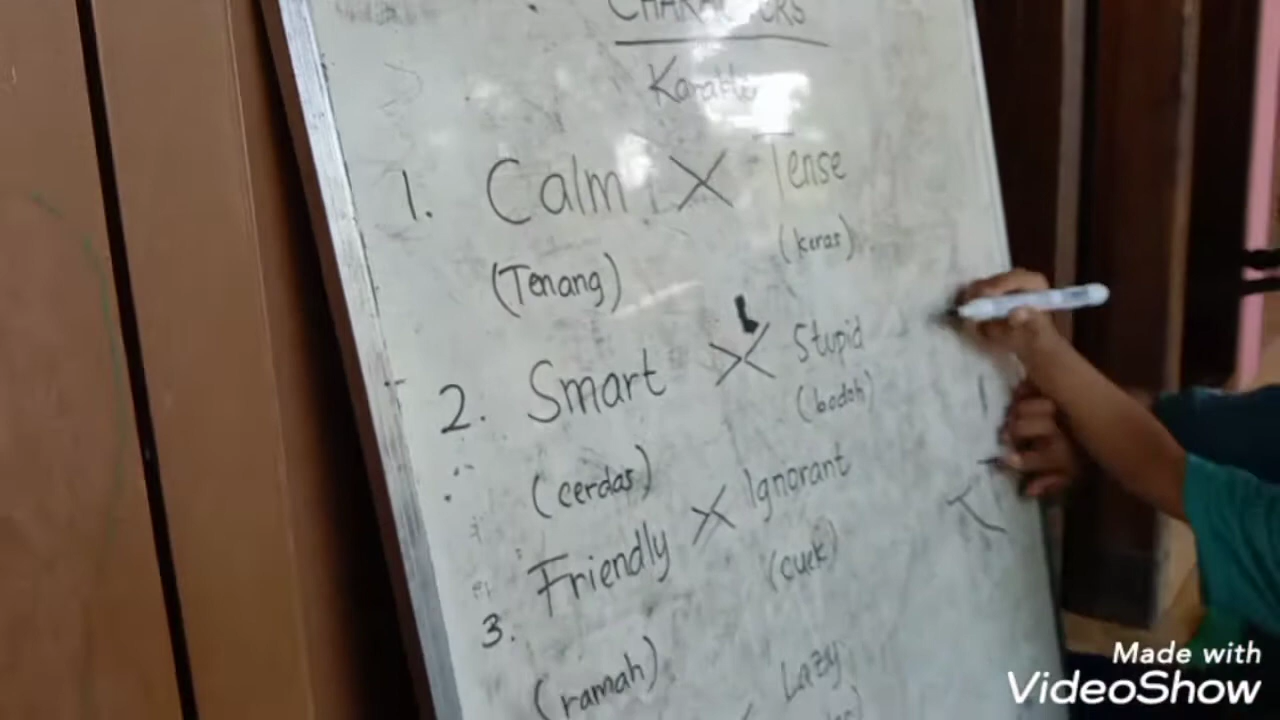 Karakter
1. Calm X Tense
(Tenang) (keras)
2. Smart X Stupid
(cerdas) (bodoh)
3. Friendly X Ignorant
(ramah) (cuek)
Lazy
Made with
VideoShow